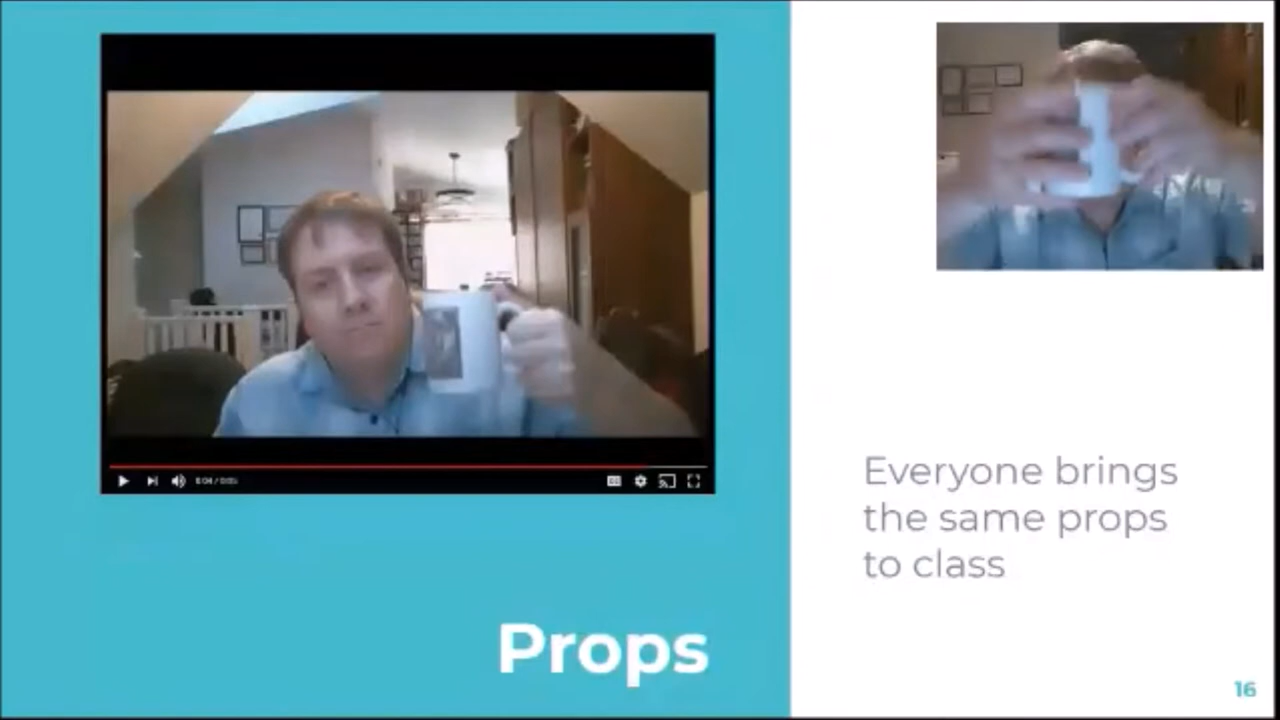 Everyone brings
the same props
to class
Props
16